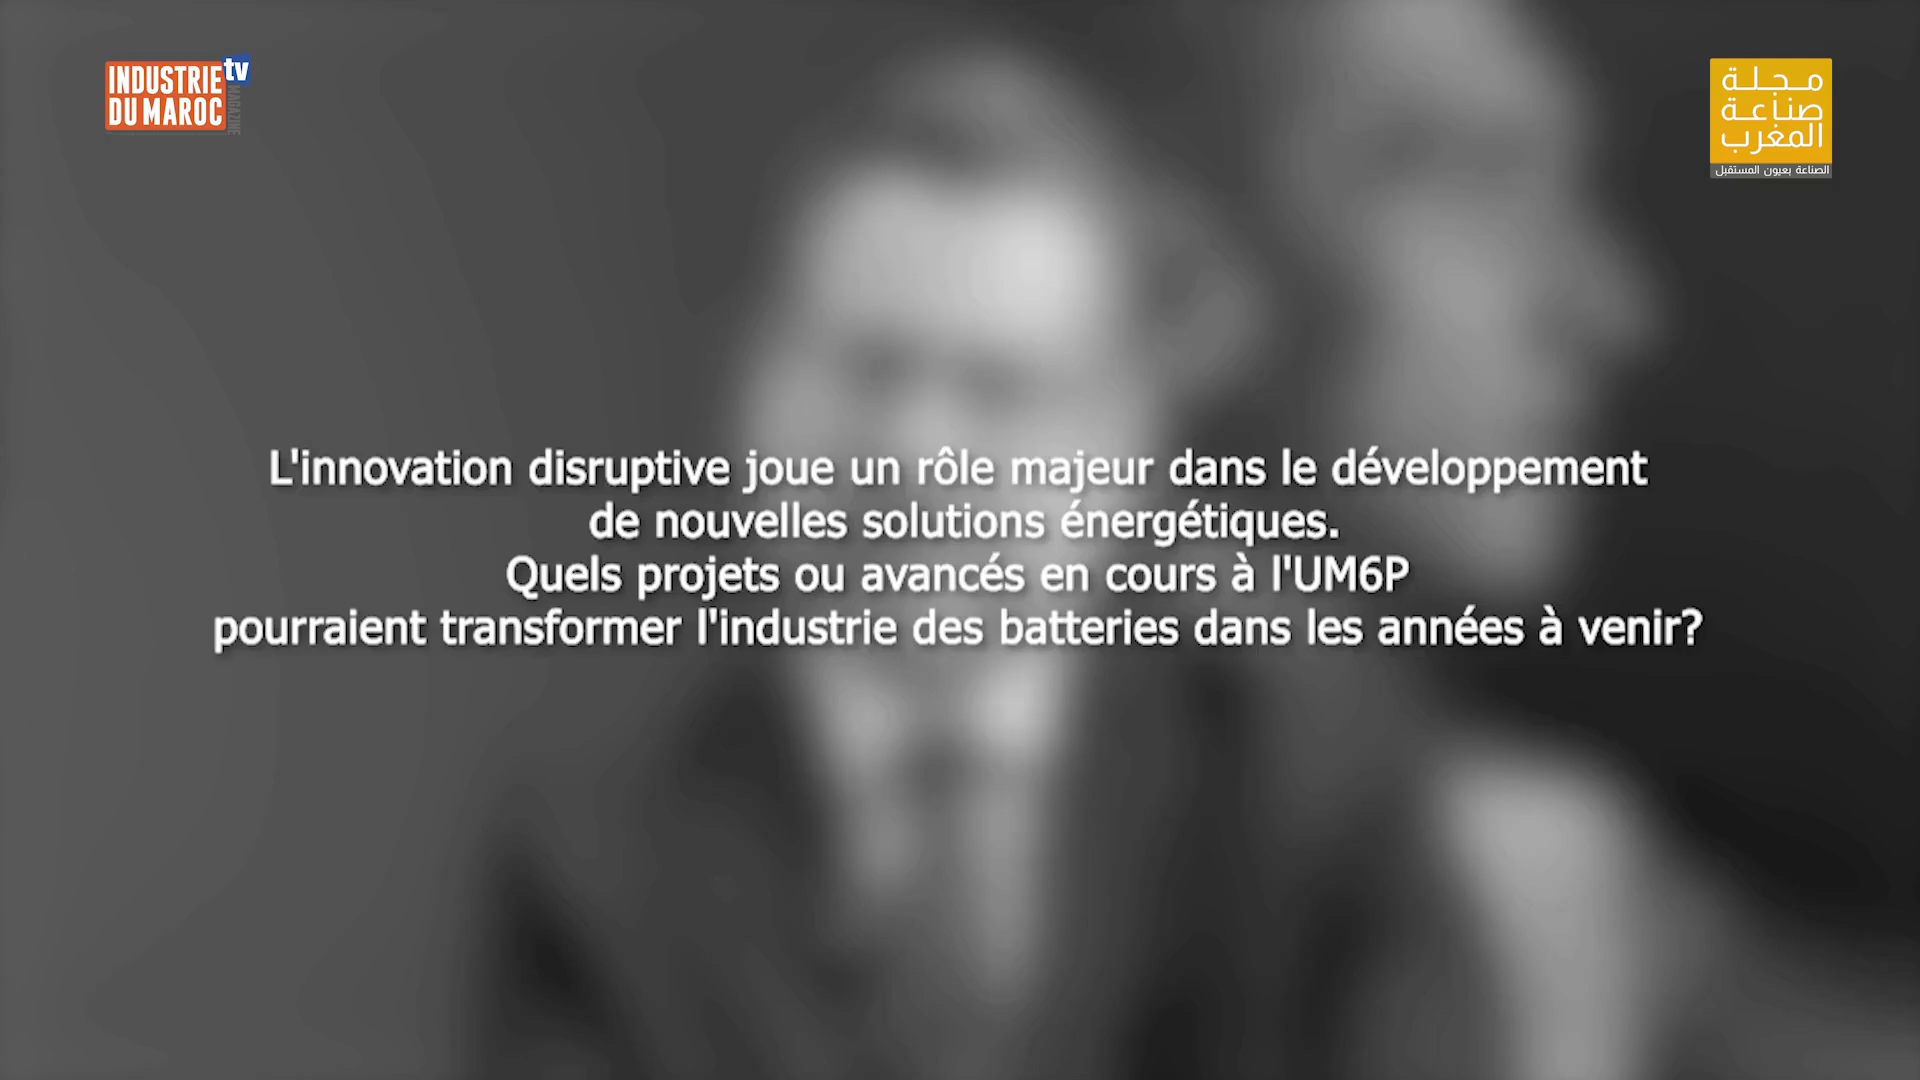 INDUSTRIE tv
DU MAROC
MAGAZINE
مجلة
صناعة
المغرب
الصناعة بعيون المستقبل
L'innovation disruptive joue un rôle majeur dans le développement
de nouvelles solutions énergétiques.
Quels projets ou avancés en cours à l'UM6P
pourraient transformer l'industrie des batteries dans les années à venir?